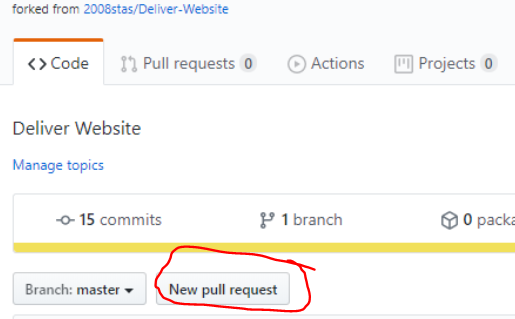 forked from 2008stas/Deliver-Website
Code Pull requests 0 Actions Projects 0
Deliver Website
Manage topics
15 commits 1 branch 0 packa
Branch: master New pull request